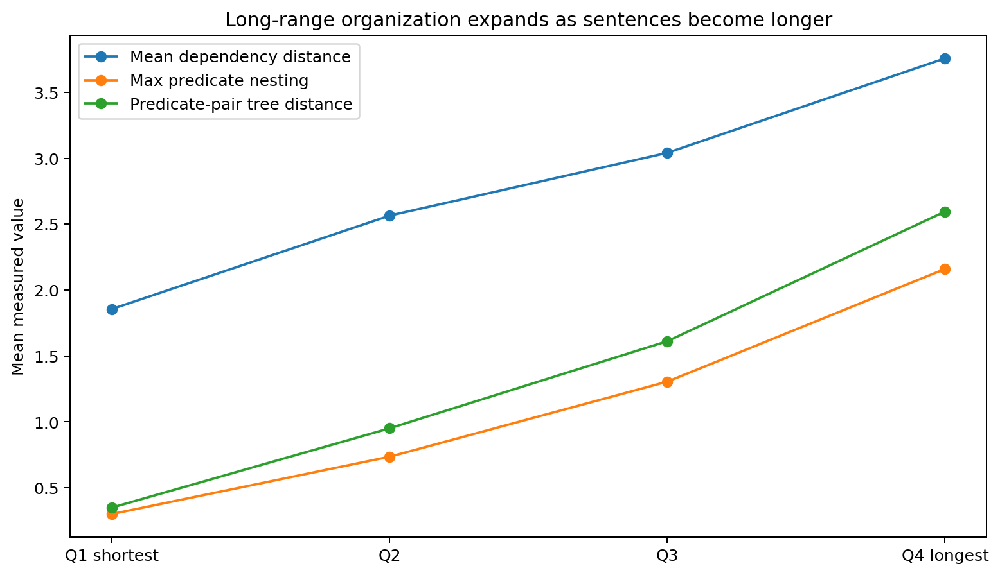 Long-range organization expands as sentences become longer
Mean dependency distance
Max predicate nesting
Predicate-pair tree distance
Mean measured value
3.5
3.0
2.5
2.0
1.5
1.0
0.5
Q1 shortest
Q2
Q3
Q4 longest